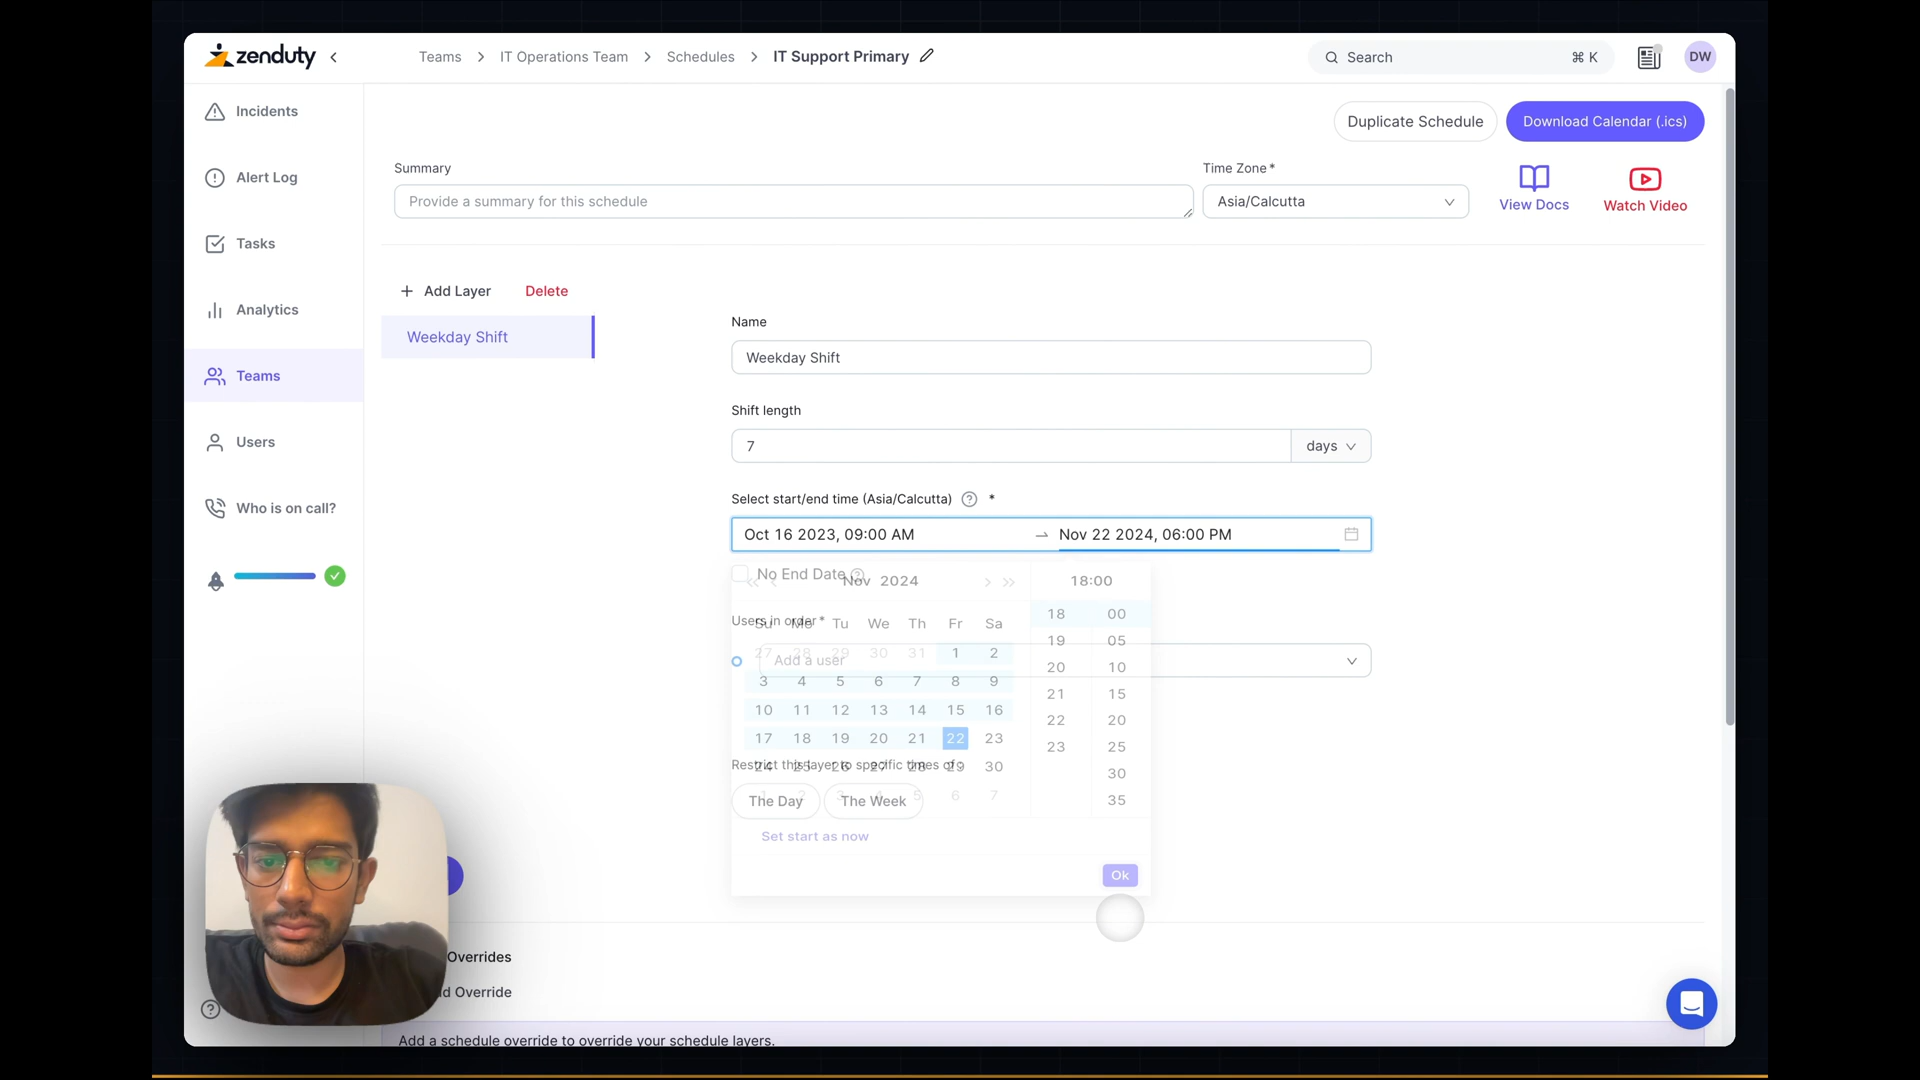 zenduty
Teams > IT Operations Team > Schedules > IT Support Primary
Search ⌘ K
DW
Incidents
Alert Log
Tasks
Analytics
Teams
Users
Who is on call?
Duplicate Schedule
Download Calendar (.ics)
Summary
Provide a summary for this schedule
Time Zone *
Asia/Calcutta
View Docs
Watch Video
+ Add Layer
Delete
Weekday Shift
Name
Weekday Shift
Shift length
7
days
Select start/end time (Asia/Calcutta) ? *
Oct 16 2023, 09:00 AM → Nov 22 2024, 06:00 PM
No End Date
Nov 2024
18:00
Users in order *
Su Mo Tu We Th Fr Sa
27 28 29 30 31 1 2
3 4 5 6 7 8 9
10 11 12 13 14 15 16
17 18 19 20 21 22 23
24 25 26 27 28 29 30
1 2 3 4 5 6 7
18 00
19 05
20 10
21 15
22 20
23 25
30
35
Add a user
Restrict this layer to specific times of :
The Day
The Week
Set start as now
Ok
Overrides
Override
Add a schedule override to override your schedule layers.